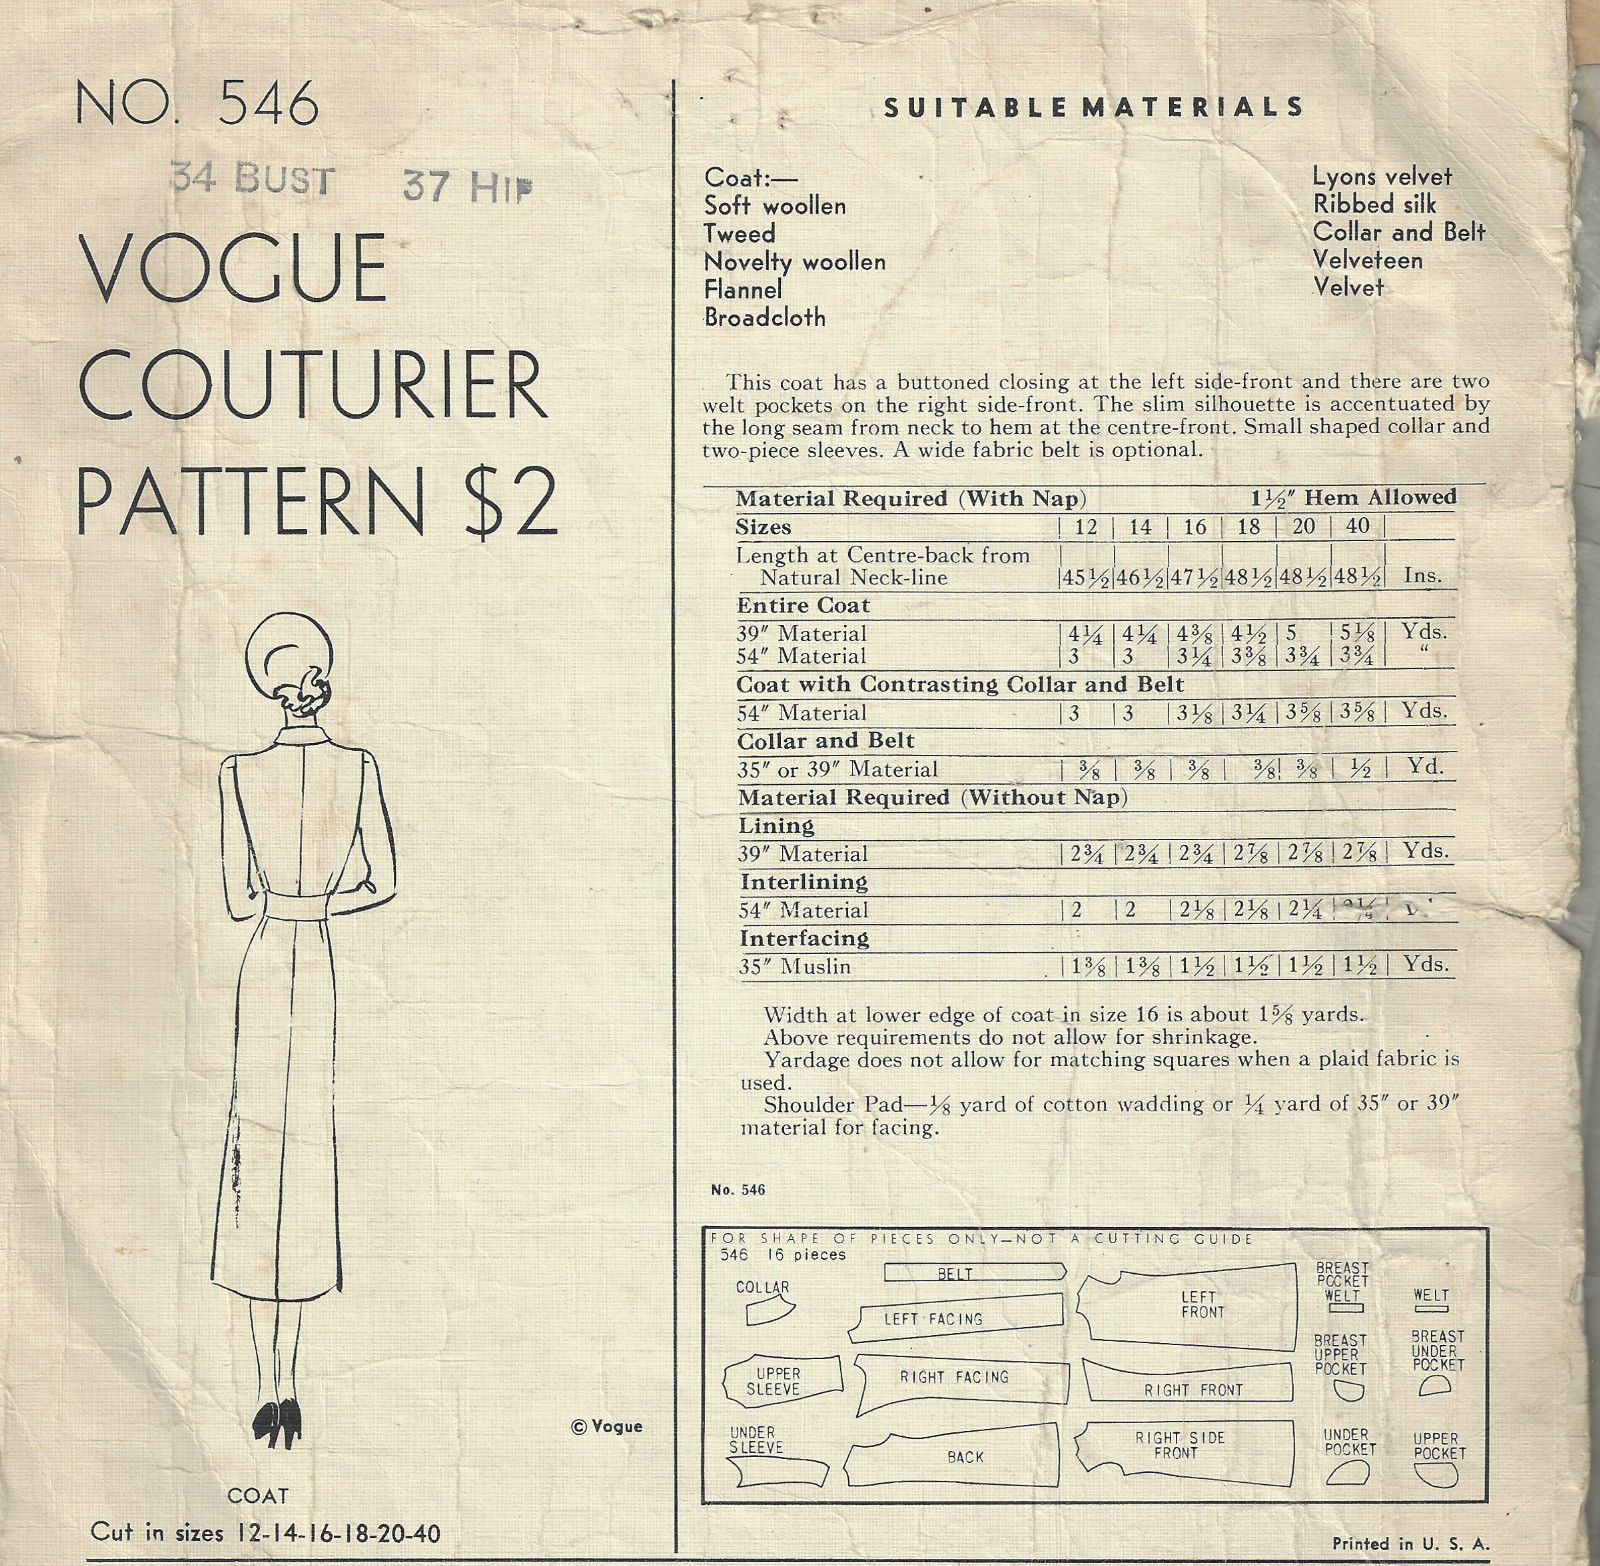 NO. 546
34 BUST 37 HIP
VOGUE
COUTURIER
PATTERN $2
COAT
Cut in sizes 12-14-16-18-20-40
© Vogue
SUITABLE MATERIALS
Coat:—
Soft woollen
Tweed
Novelty woollen
Flannel
Broadcloth
Lyons velvet
Ribbed silk
Collar and Belt
Velveteen
Velvet
This coat has a buttoned closing at the left side-front and there are two
welt pockets on the right side-front. The slim silhouette is accentuated by
the long seam from neck to hem at the centre-front. Small shaped collar and
two-piece sleeves. A wide fabric belt is optional.
Material Required (With Nap) 1½″ Hem Allowed
Sizes | 12 | 14 | 16 | 18 | 20 | 40 |
Length at Centre-back from
Natural Neck-line |45½|46½|47½|48½|48½|48½| Ins.
Entire Coat
39″ Material | 4¼ | 4¼ | 4⅜ | 4½ | 5 | 5⅛ | Yds.
54″ Material | 3 | 3 | 3¼ | 3⅜ | 3¾ | 3¾ | “
Coat with Contrasting Collar and Belt
54″ Material | 3 | 3 | 3⅛ | 3¼ | 3⅝ | 3⅝ | Yds.
Collar and Belt
35″ or 39″ Material | ⅜ | ⅜ | ⅜ | ⅜ | ⅜ | ½ | Yd.
Material Required (Without Nap)
Lining
39″ Material | 2¾ | 2¾ | 2¾ | 2⅞ | 2⅞ | 2⅞ | Yds.
Interlining
54″ Material | 2 | 2 | 2⅛ | 2⅛ | 2¼ |
Interfacing
35″ Muslin | 1⅜ | 1⅜ | 1½ | 1½ | 1½ | 1½ | Yds.
Width at lower edge of coat in size 16 is about 1⅝ yards.
Above requirements do not allow for shrinkage.
Yardage does not allow for matching squares when a plaid fabric is
used.
Shoulder Pad—⅛ yard of cotton wadding or ¼ yard of 35″ or 39″
material for facing.
No. 546
FOR SHAPE OF PIECES ONLY—NOT A CUTTING GUIDE
546 16 pieces
COLLAR
BELT
LEFT FACING
LEFT
FRONT
BREAST
POCKET
WELT
WELT
UPPER
SLEEVE
RIGHT FACING
RIGHT FRONT
BREAST
UPPER
POCKET
BREAST
UNDER
POCKET
UNDER
SLEEVE
BACK
RIGHT SIDE
FRONT
UNDER
POCKET
UPPER
POCKET
Printed in U. S. A.